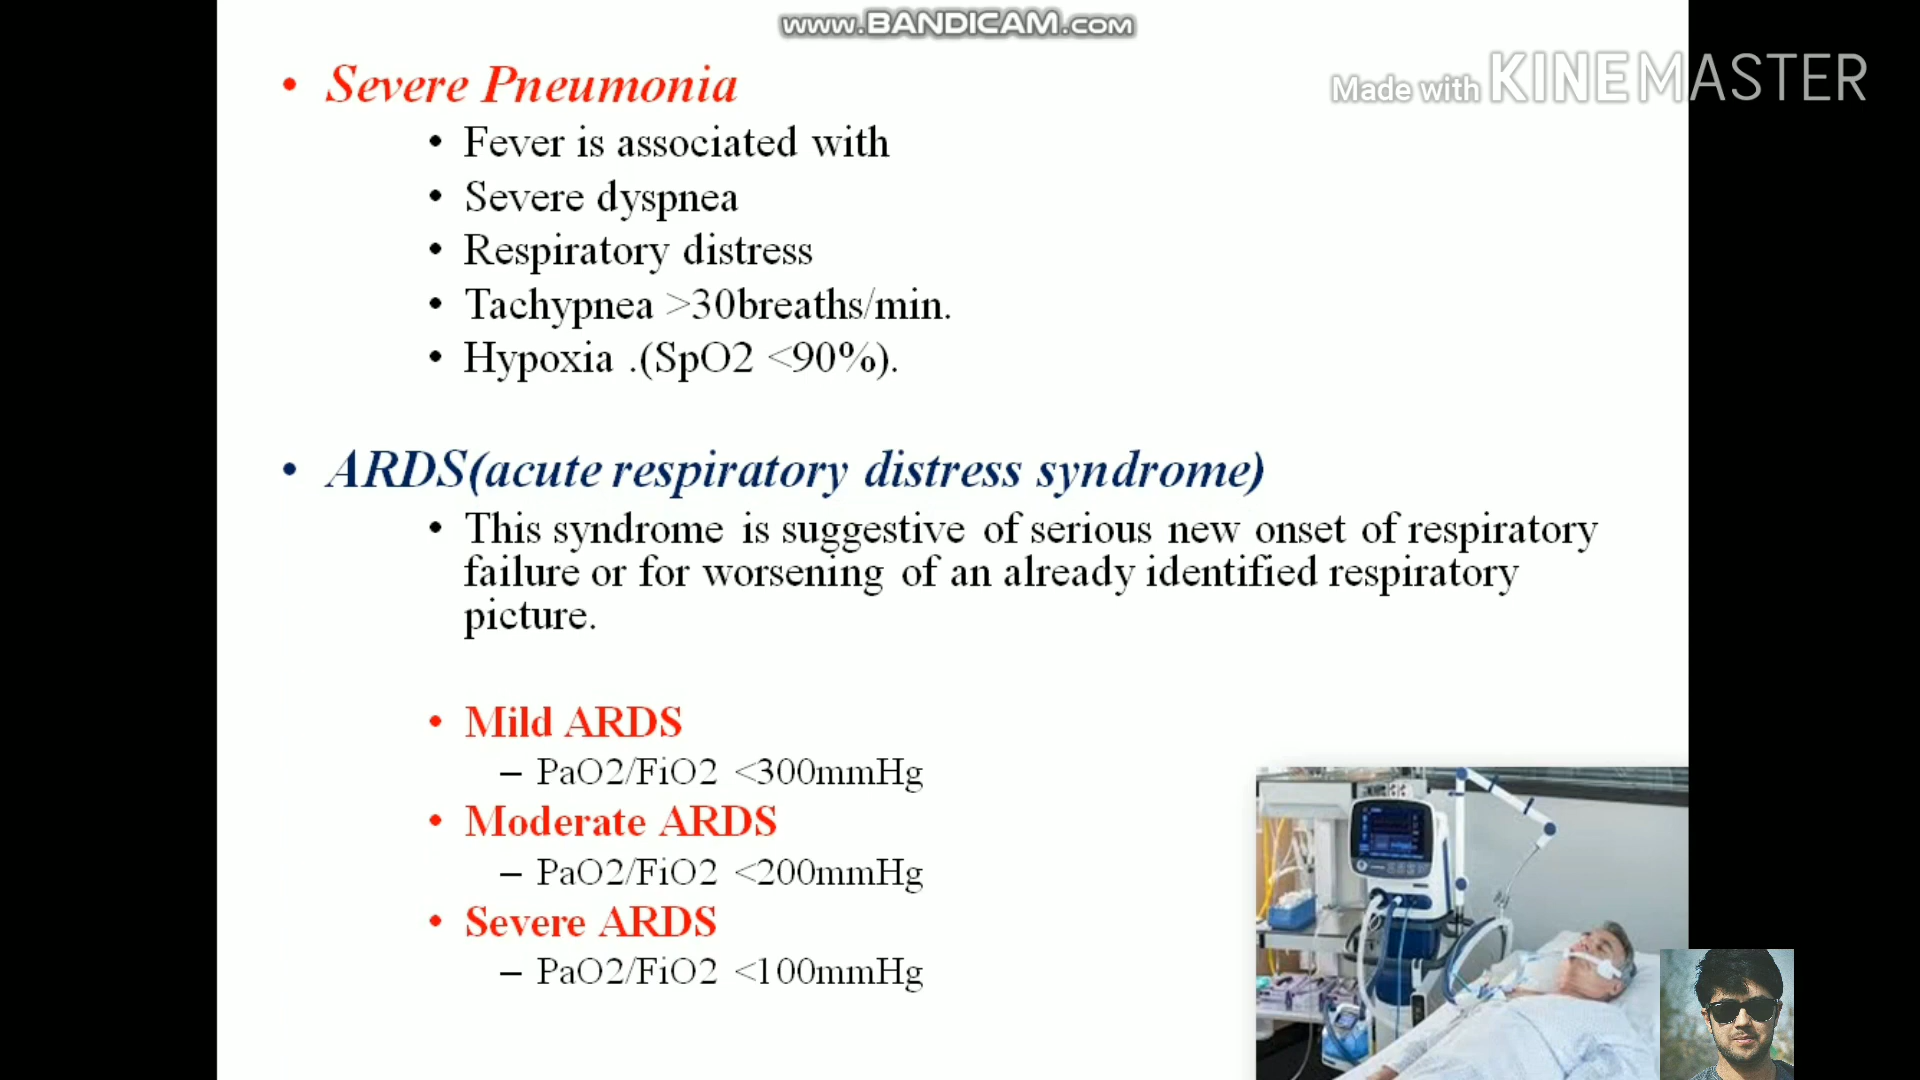 www.BANDICAM.com
Made with KINEMASTER
• Severe Pneumonia
• Fever is associated with
• Severe dyspnea
• Respiratory distress
• Tachypnea >30breaths/min.
• Hypoxia .(SpO2 <90%).
• ARDS(acute respiratory distress syndrome)
• This syndrome is suggestive of serious new onset of respiratory
failure or for worsening of an already identified respiratory
picture.
• Mild ARDS
– PaO2/FiO2 <300mmHg
• Moderate ARDS
– PaO2/FiO2 <200mmHg
• Severe ARDS
– PaO2/FiO2 <100mmHg